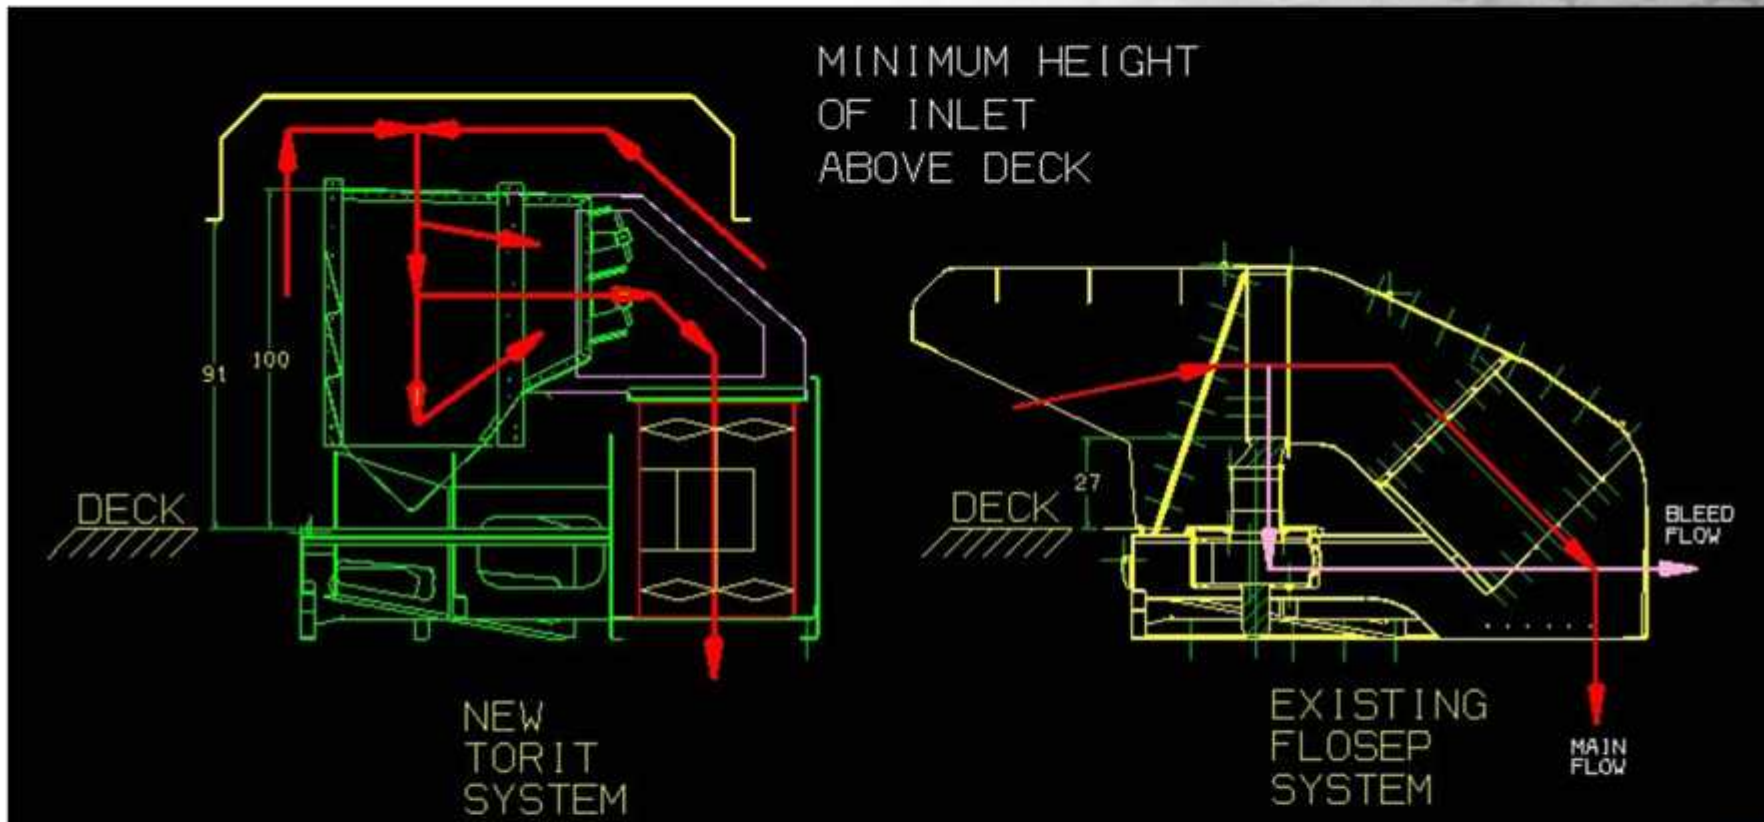 MINIMUM HEIGHT
OF INLET
ABOVE DECK
91
100
DECK
NEW
TORIT
SYSTEM
27
DECK
BLEED
FLOW
EXISTING
FLOSEP
SYSTEM
MAIN
FLOW